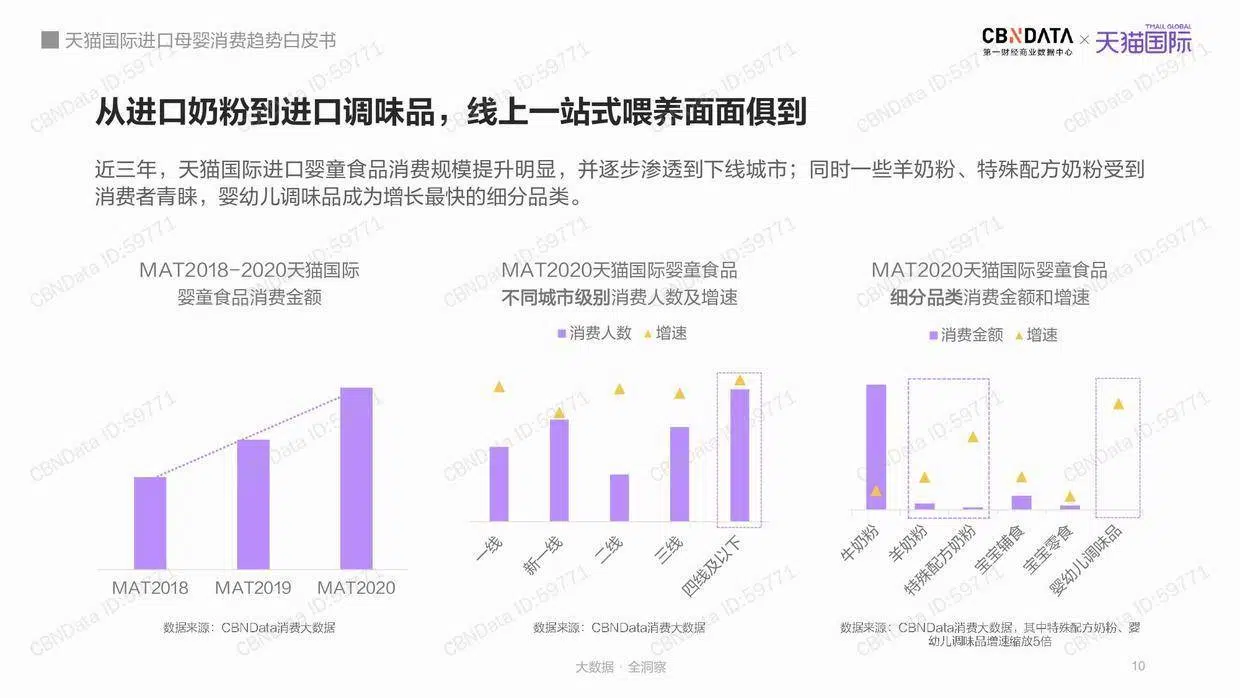 天猫国际进口母婴消费趋势白皮书
CBNDATA × 天猫国际
TMALL GLOBAL
第一财经商业数据中心
从进口奶粉到进口调味品，线上一站式喂养面面俱到
近三年，天猫国际进口婴童食品消费规模提升明显，并逐步渗透到下线城市；同时一些羊奶粉、特殊配方奶粉受到
消费者青睐，婴幼儿调味品成为增长最快的细分品类。
MAT2018-2020天猫国际
婴童食品消费金额
MAT2018
MAT2019
MAT2020
数据来源：CBNData消费大数据
MAT2020天猫国际婴童食品
不同城市级别消费人数及增速
消费人数
增速
一线
新一线
二线
三线
四线及以下
数据来源：CBNData消费大数据
MAT2020天猫国际婴童食品
细分品类消费金额和增速
消费金额
增速
牛奶粉
羊奶粉
特殊配方奶粉
宝宝辅食
宝宝零食
婴幼儿调味品
数据来源：CBNData消费大数据，其中特殊配方奶粉、婴
幼儿调味品增速缩放5倍
大数据 · 全洞察
10
CBNData ID:59771